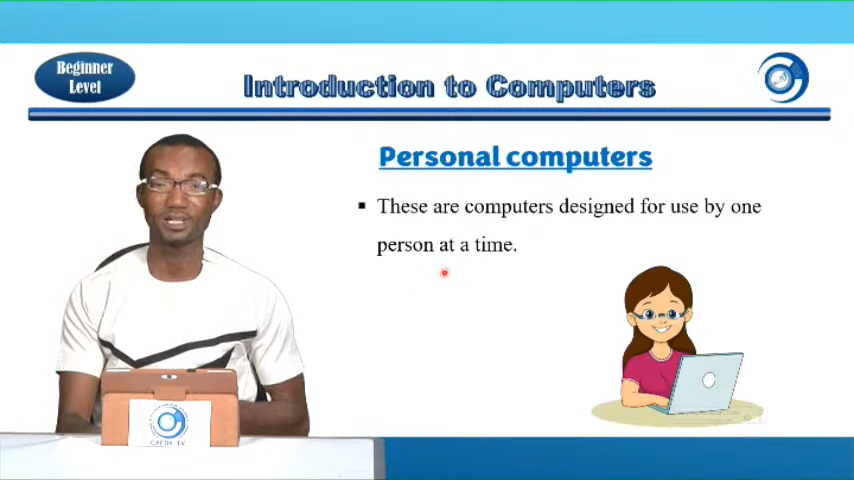 Beginner
Level
Introduction to Computers
Personal computers
▪ These are computers designed for use by one
person at a time.